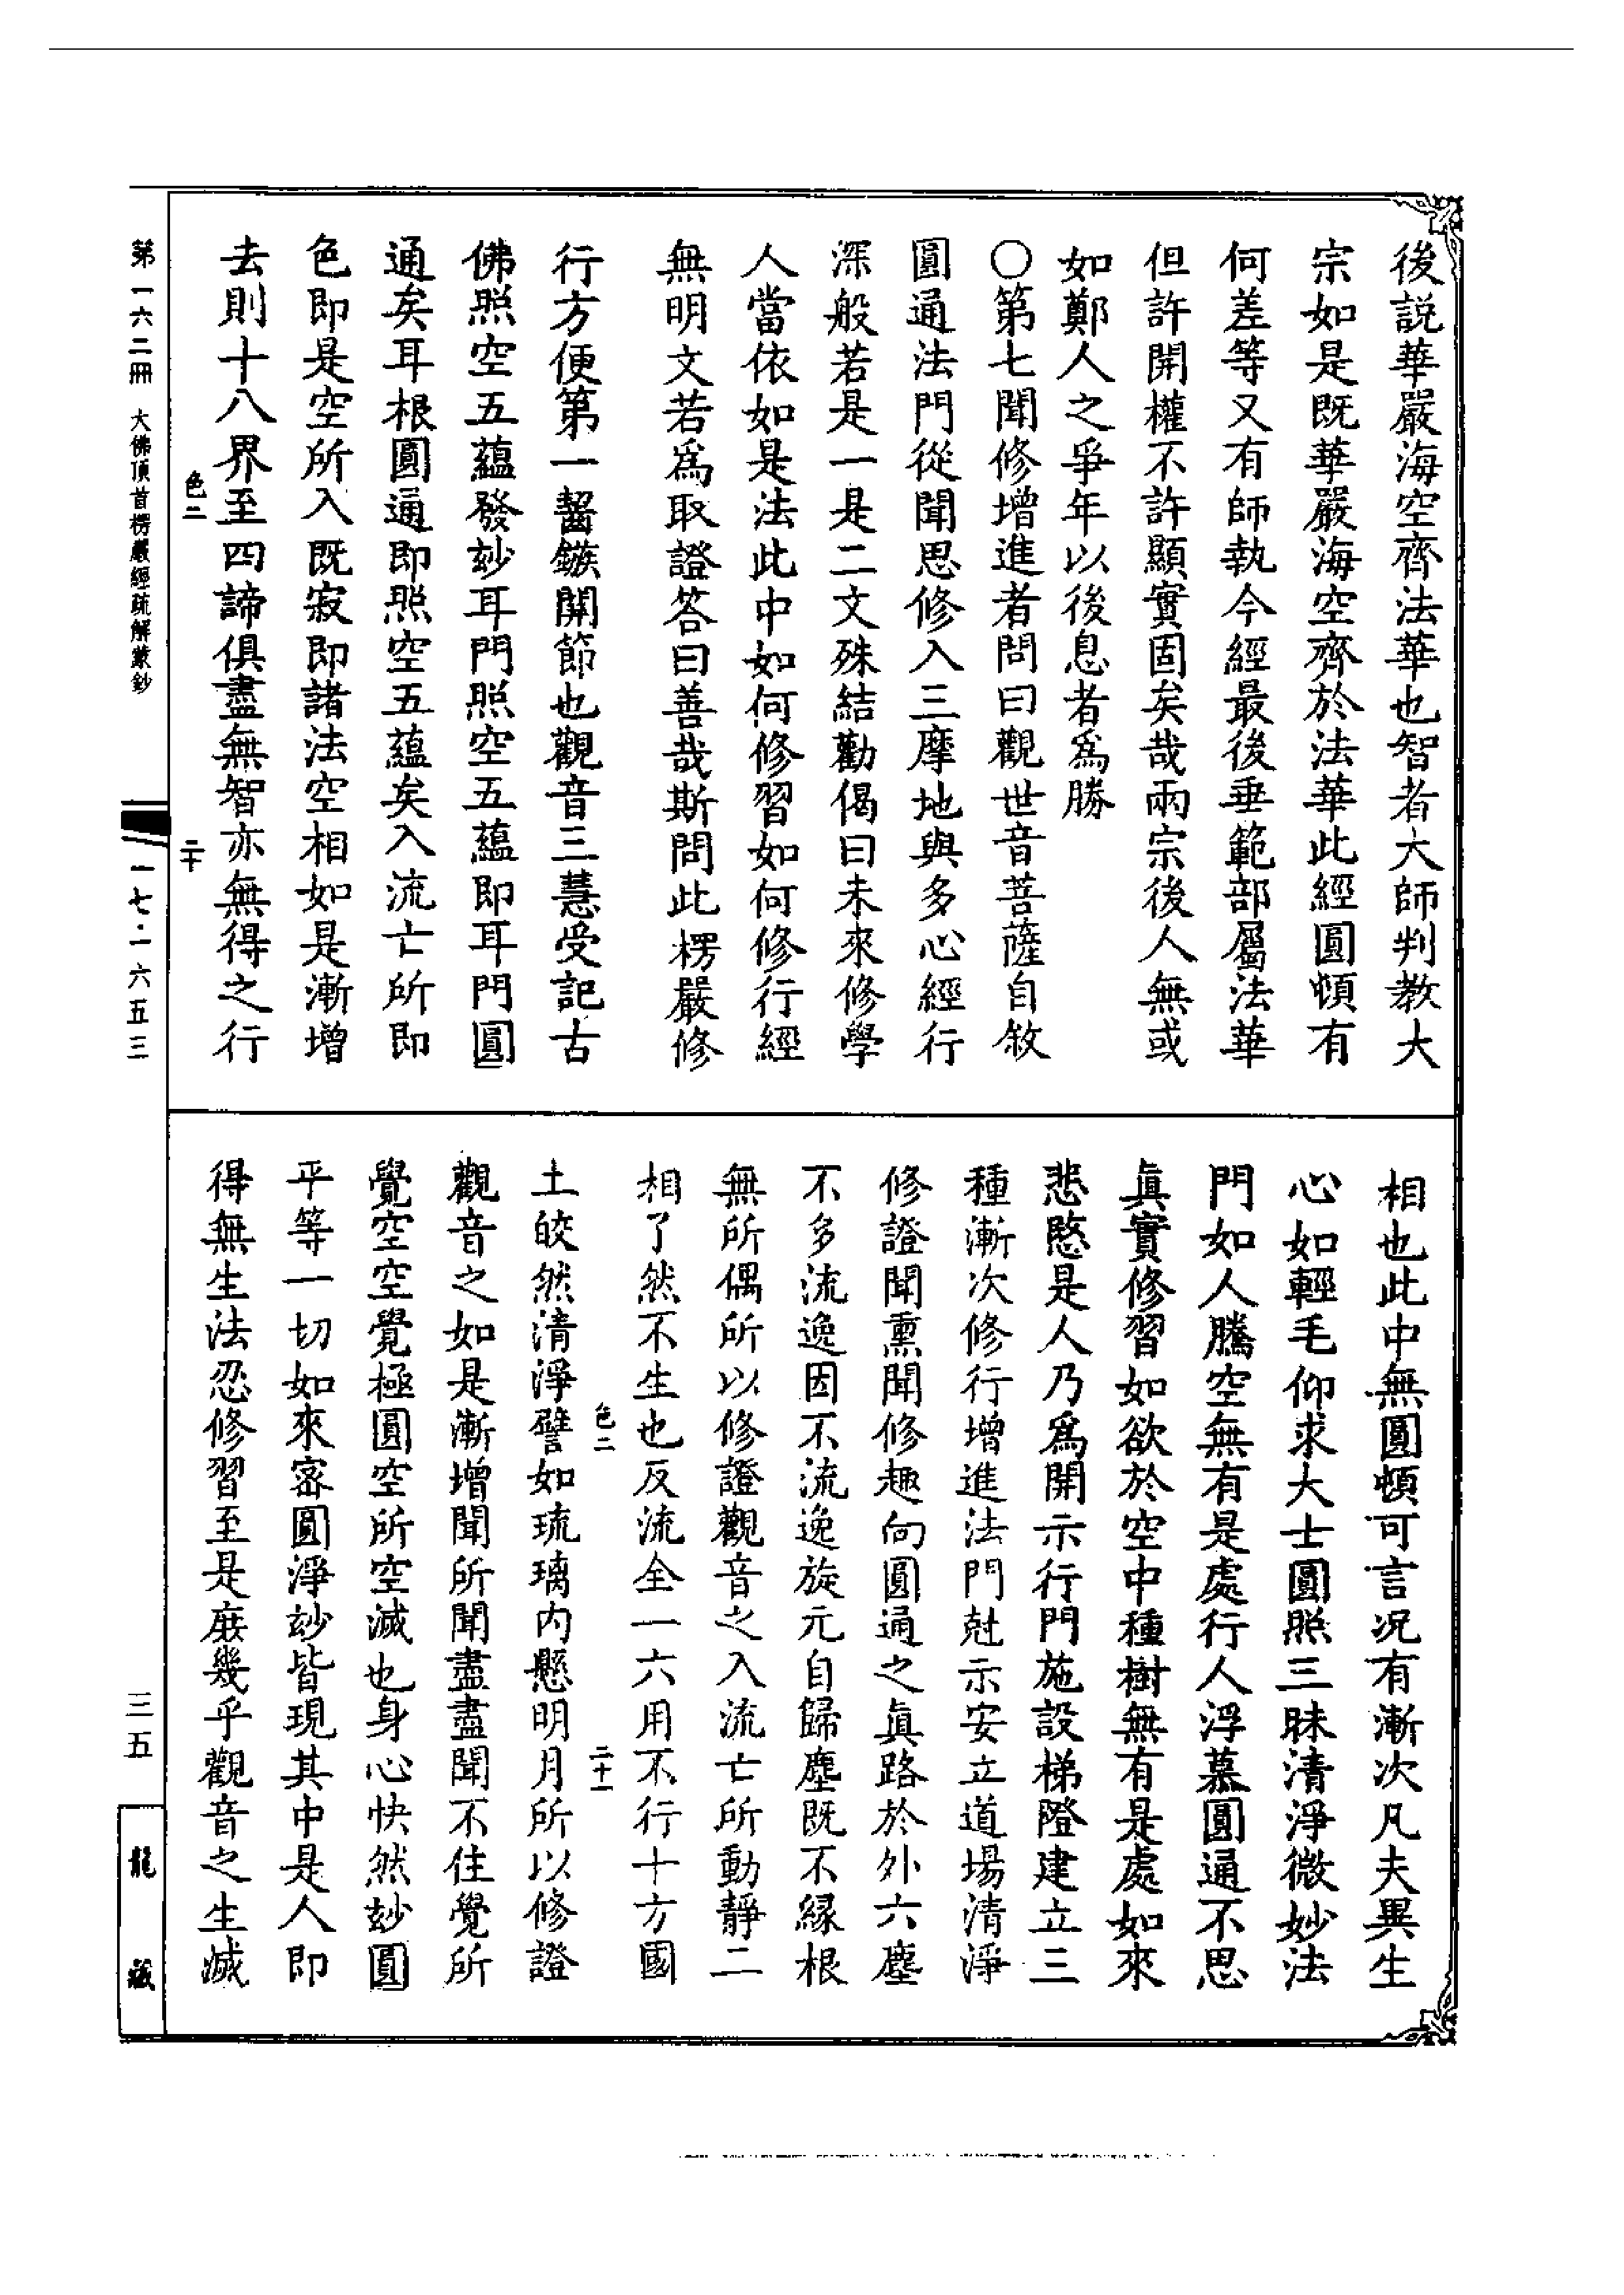 後說華嚴海空齊法華也智者大師判教大
宗如是既華嚴海空齊於法華此經圓頓有
何差等又有師執今經最後垂範部屬法華
但許開權不許顯實固矣哉兩宗後人無或
如鄭人之爭年以後息者為勝
○第七聞修增進者問曰觀世音菩薩自敘
圓通法門從聞思修入三摩地與多心經行
深般若是一是二文殊結勸偈曰未來修學
人當依如是法此中如何修習如何修行經
無明文若為取證答曰善哉斯問此楞嚴修
行方便第一齧鏃開節也觀音三慧受記古
佛照空五蘊發玅耳門照空五蘊即耳門圓
通矣耳根圓通即照空五蘊矣入流亡所即
色即是空所入既寂即諸法空相如是漸增
去則十八界至四諦俱盡無智亦無得之行
色二
二十
相也此中無圓頓可言况有漸次凡夫異生
心如輕毛仰求大士圓照三昧清淨微妙法
門如人騰空無有是處行人浮慕圓通不思
真實修習如欲於空中種樹無有是處如來
悲愍是人乃為開示行門施設梯隥建立三
種漸次修行增進法門尅示安立道場清淨
修證聞熏聞修趣向圓通之真路於外六塵
不多流逸因不流逸旋元自歸塵既不緣根
無所偶所以修證觀音之入流亡所動靜二
相了然不生也反流全一六用不行十方國
色二
二十一
土皎然清淨譬如琉璃內懸明月所以修證
觀音之如是漸增聞所聞盡盡聞不住覺所
覺空空覺極圓空所空滅也身心快然玅圓
平等一切如來密圓淨玅皆現其中是人即
得無生法忍修習至是庶幾乎觀音之生滅
第一六二冊 大佛頂首楞嚴經疏解蒙鈔
一七·一六五三
三五
龍藏